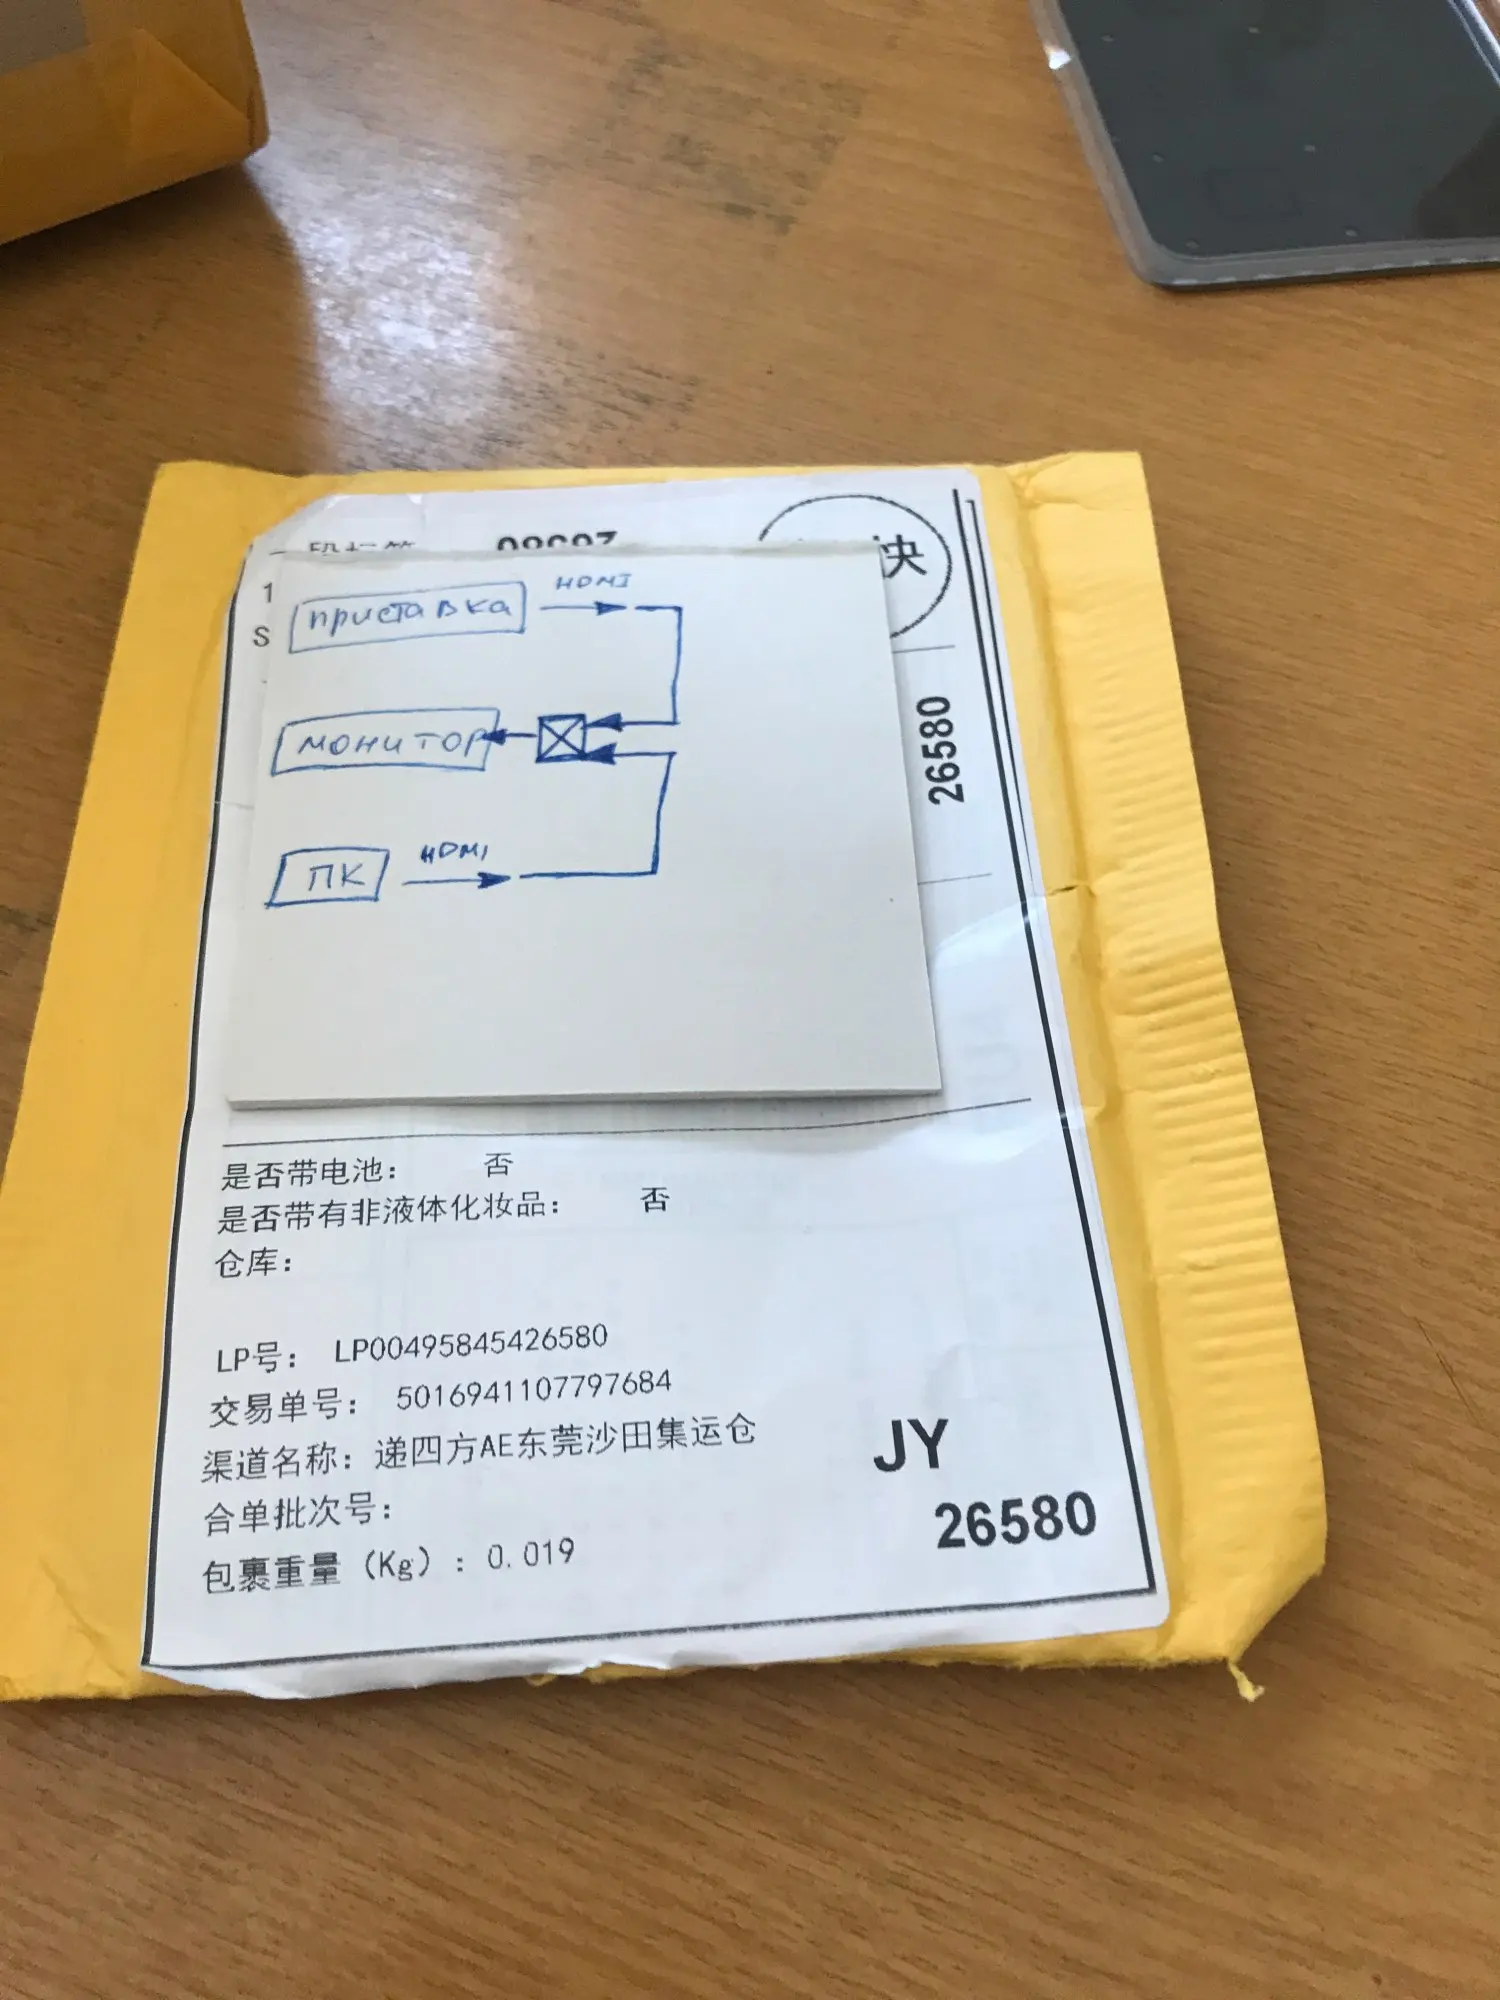 快
1
S
приставка
HDMI
монитор
ПК
HDMI
26580
是否带电池： 否
是否带有非液体化妆品： 否
仓库：
LP号： LP00495845426580
交易单号： 5016941107797684
渠道名称：递四方AE东莞沙田集运仓
合单批次号：
包裹重量（Kg）：0.019
JY
26580